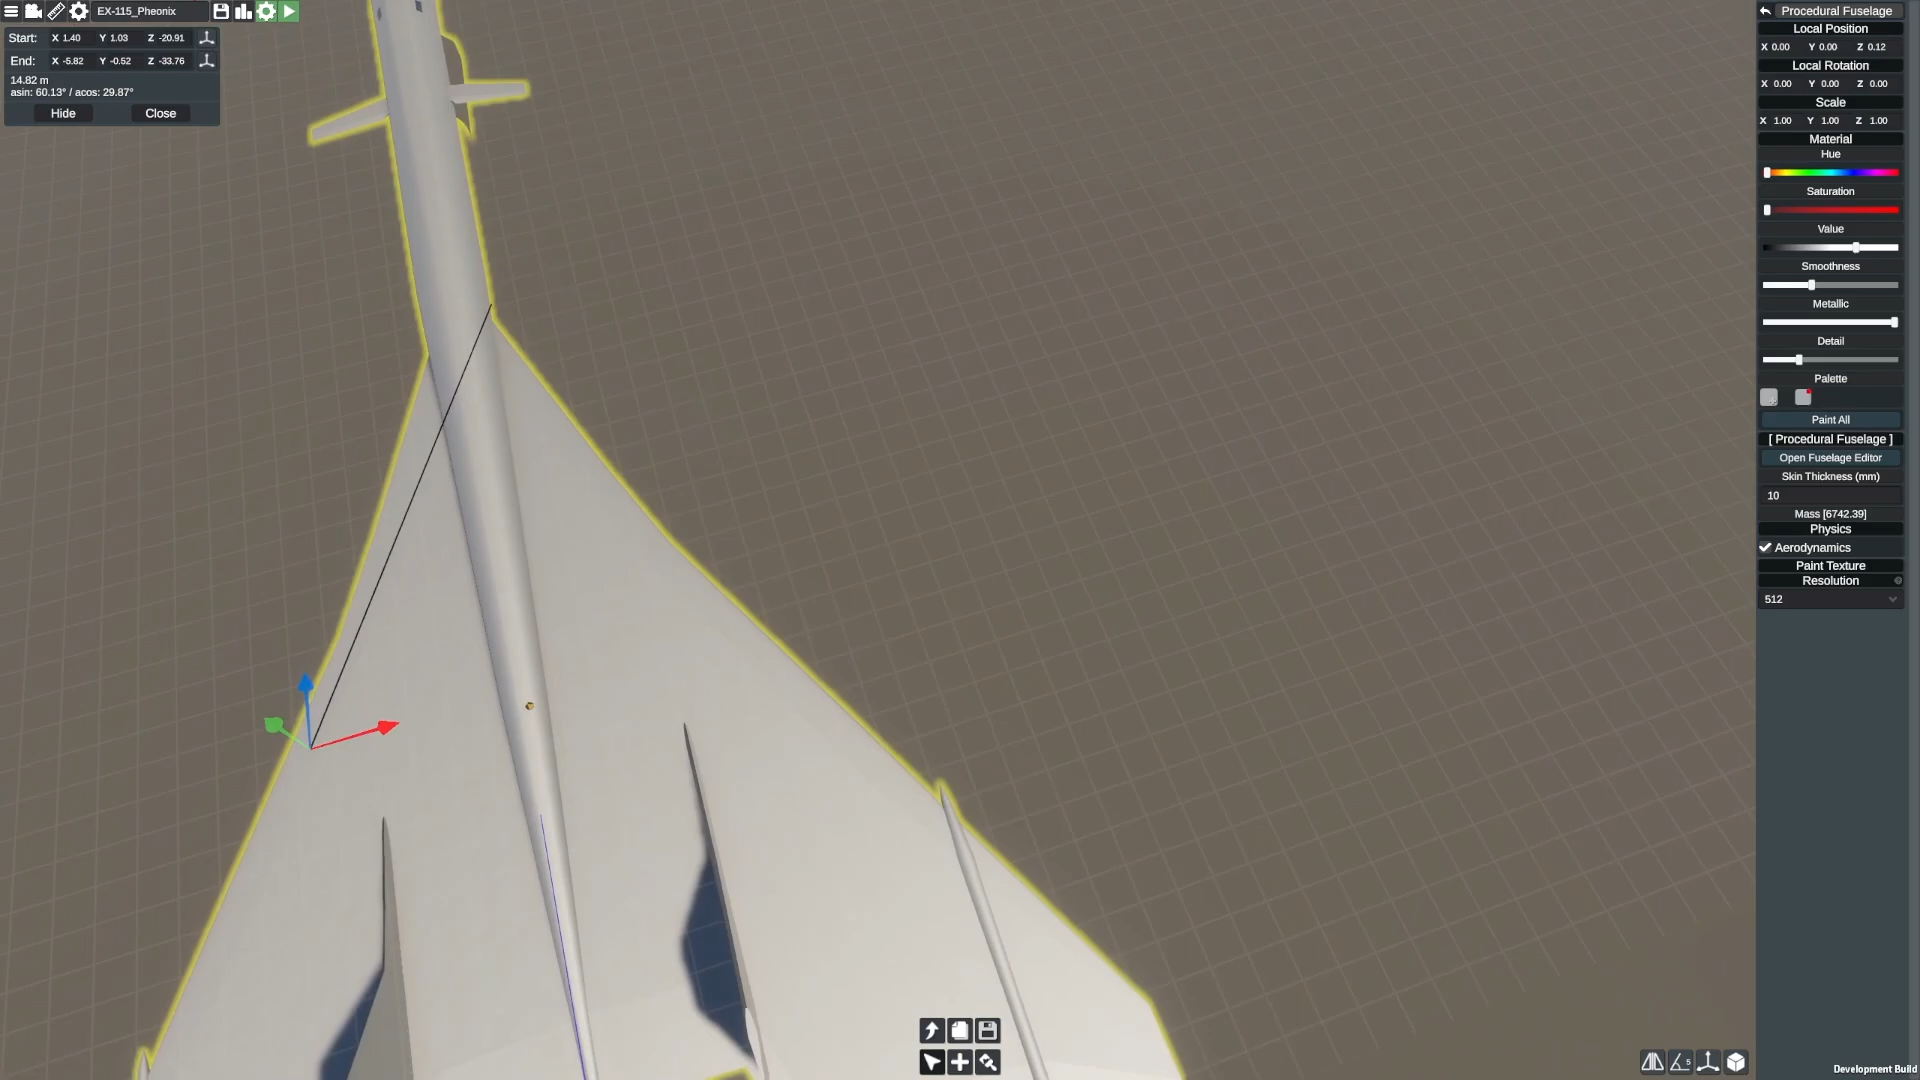 EX-115_Pheonix
Start: X 1.40 Y 1.03 Z -20.91
End: X -5.82 Y -0.52 Z -33.76
14.82 m
asin: 60.13° / acos: 29.87°
Hide Close
Procedural Fuselage
Local Position
X 0.00 Y 0.00 Z 0.12
Local Rotation
X 0.00 Y 0.00 Z 0.00
Scale
X 1.00 Y 1.00 Z 1.00
Material
Hue
Saturation
Value
Smoothness
Metallic
Detail
Palette
Paint All
[ Procedural Fuselage ]
Open Fuselage Editor
Skin Thickness (mm)
10
Mass [6742.39]
Physics
Aerodynamics
Paint Texture
Resolution
512
5
Development Build